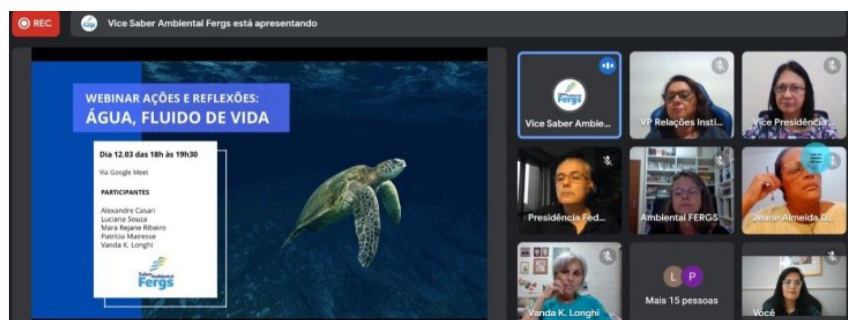 REC
Fergs
Vice Saber Ambiental Fergs está apresentando
WEBINAR AÇÕES E REFLEXÕES:
ÁGUA, FLUIDO DE VIDA
Dia 12.03 das 18h às 19h30
Via Google Meet
PARTICIPANTES
Alexandre Casari
Luciana Souza
Mara Rejane Ribeiro
Patrícia Mairesse
Vanda K. Longhi
Saber Ambiental
Fergs
Fergs
Vice Saber Ambie...
VP Relações Insti...
Vice Presidência...
Presidência Fed...
Ambiental FERGS
Jeane Almeida D...
Vanda K. Longhi
L P
Mais 15 pessoas
Você